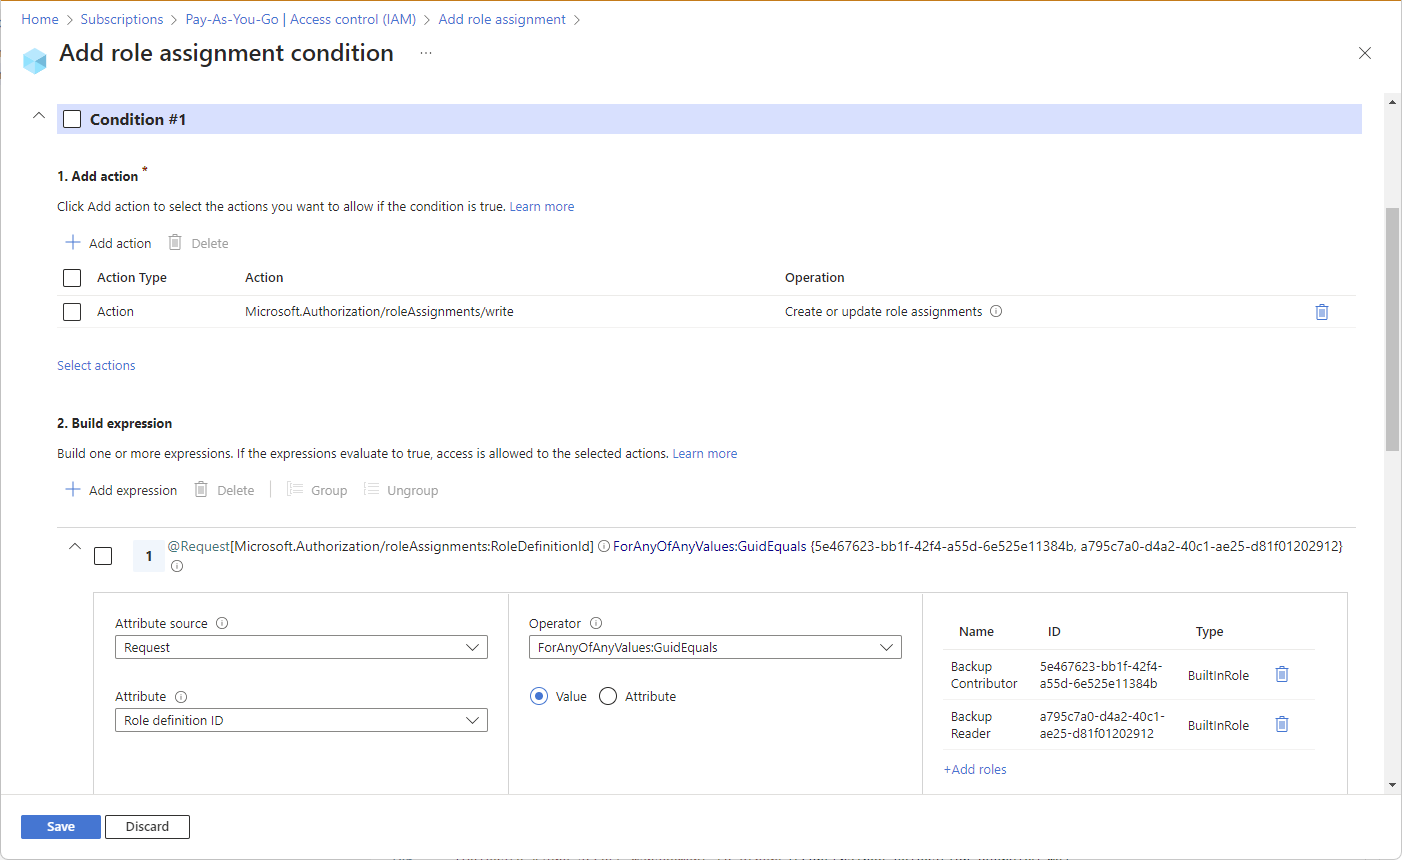 Home > Subscriptions > Pay-As-You-Go | Access control (IAM) > Add role assignment >
Add role assignment condition ...
Condition #1
1. Add action *
Click Add action to select the actions you want to allow if the condition is true. Learn more
Add action Delete
Action Type Action Operation
Action Microsoft.Authorization/roleAssignments/write Create or update role assignments
Select actions
2. Build expression
Build one or more expressions. If the expressions evaluate to true, access is allowed to the selected actions. Learn more
Add expression Delete Group Ungroup
1 @Request[Microsoft.Authorization/roleAssignments:RoleDefinitionId] ForAnyOfAnyValues:GuidEquals {5e467623-bb1f-42f4-a55d-6e525e11384b, a795c7a0-d4a2-40c1-ae25-d81f01202912}
Attribute source
Request
Attribute
Role definition ID
Operator
ForAnyOfAnyValues:GuidEquals
Value Attribute
Name ID Type
Backup Contributor 5e467623-bb1f-42f4-a55d-6e525e11384b BuiltInRole
Backup Reader a795c7a0-d4a2-40c1-ae25-d81f01202912 BuiltInRole
+Add roles
Save Discard